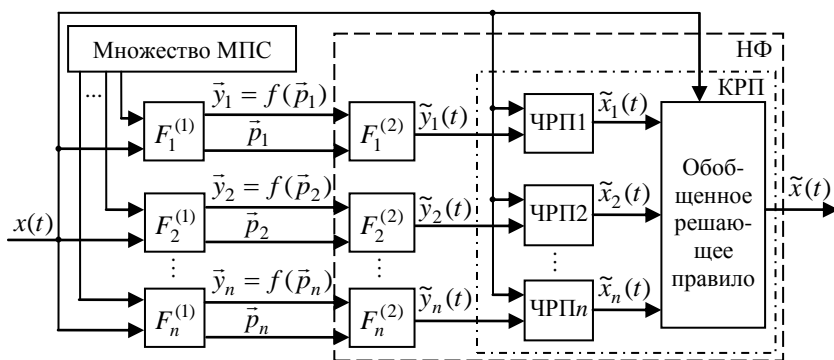 Множество МПС
НФ
КРП
...
x(t)
F₁⁽¹⁾
y⃗₁ = f(p⃗₁)
p⃗₁
F₁⁽²⁾
ỹ₁(t)
ЧРП1
x̃₁(t)
F₂⁽¹⁾
y⃗₂ = f(p⃗₂)
p⃗₂
F₂⁽²⁾
ỹ₂(t)
ЧРП2
x̃₂(t)
Fₙ⁽¹⁾
y⃗ₙ = f(p⃗ₙ)
p⃗ₙ
Fₙ⁽²⁾
ỹₙ(t)
ЧРПn
x̃ₙ(t)
Обоб-
щенное
решаю-
щее
правило
x̃(t)